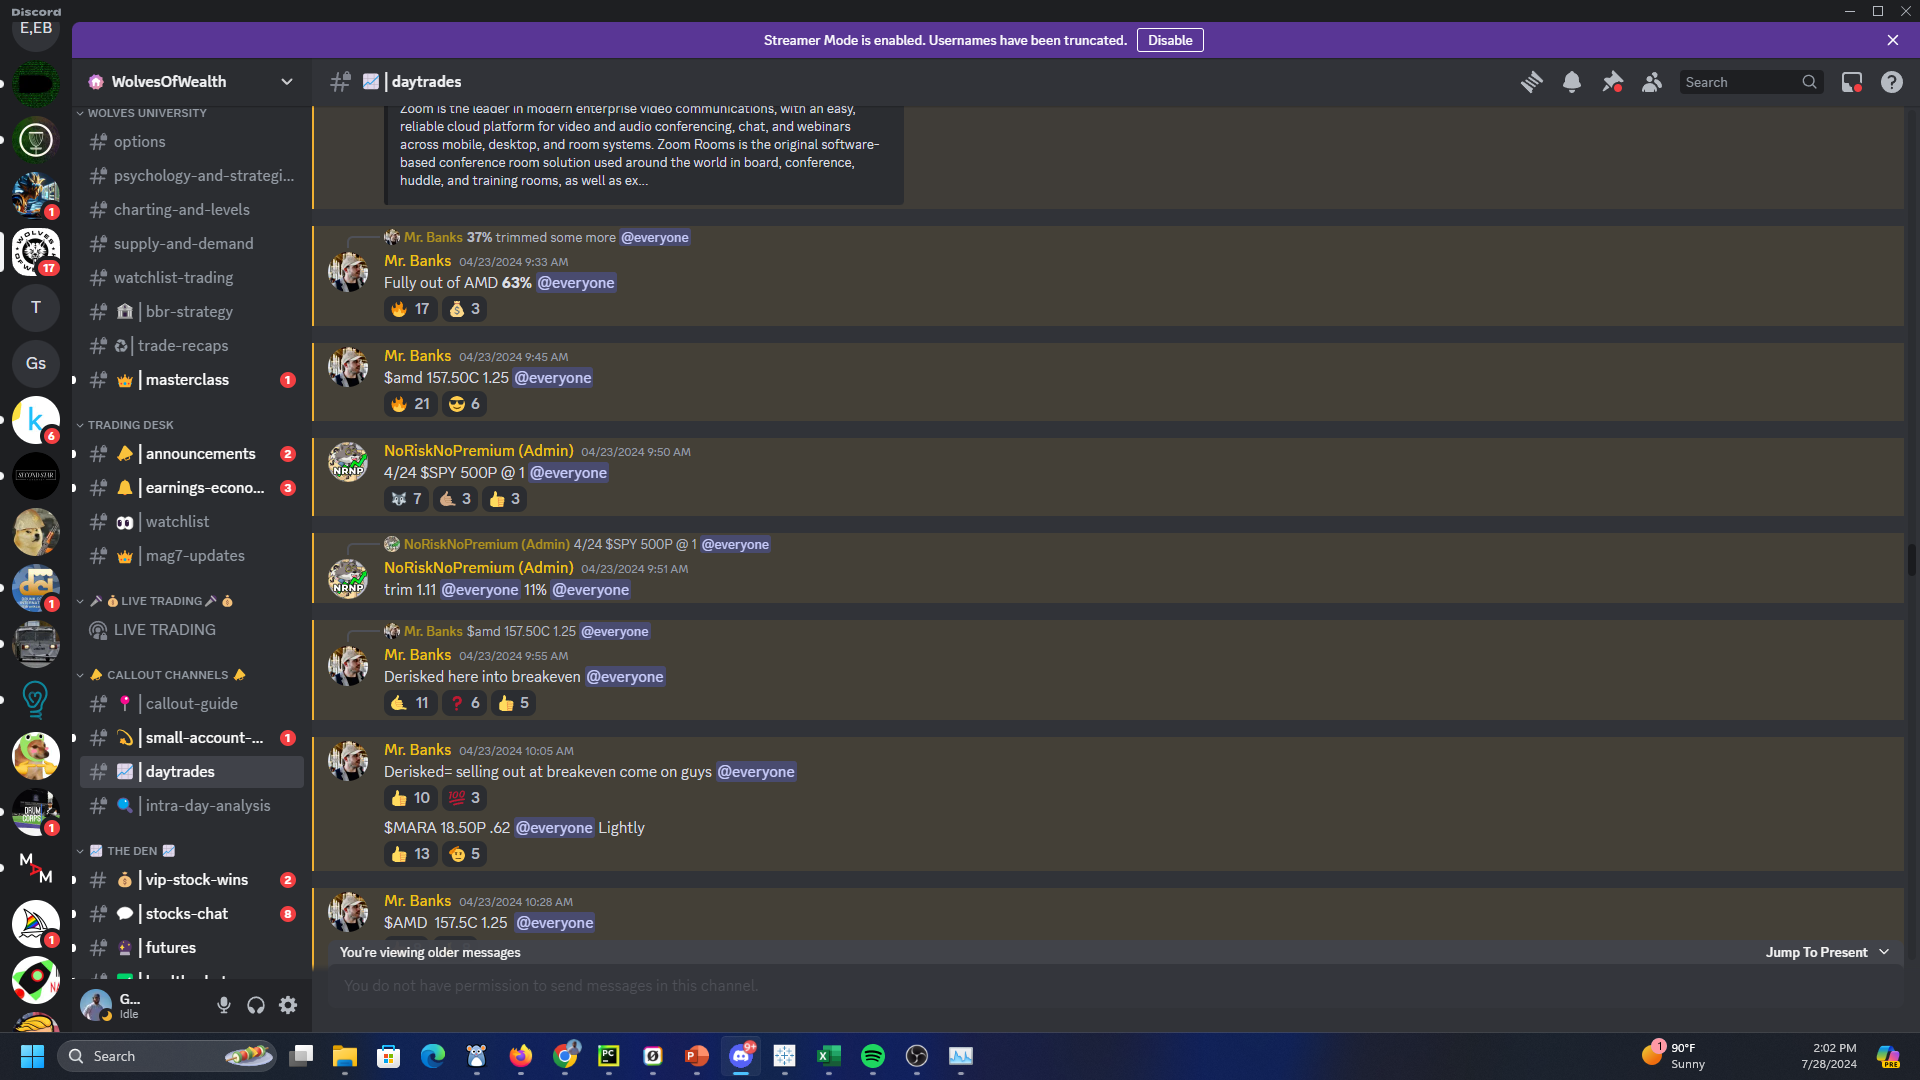 Discord
E,EB
Streamer Mode is enabled. Usernames have been truncated.
Disable
WolvesOfWealth
| daytrades
Search
WOLVES UNIVERSITY
options
psychology-and-strategi...
charting-and-levels
supply-and-demand
watchlist-trading
| bbr-strategy
| trade-recaps
| masterclass
1
TRADING DESK
| announcements
2
| earnings-econo...
3
| watchlist
| mag7-updates
LIVE TRADING
LIVE TRADING
CALLOUT CHANNELS
| callout-guide
| small-account-...
1
| daytrades
| intra-day-analysis
THE DEN
| vip-stock-wins
2
| stocks-chat
8
| futures
1
17
T
Gs
k
6
SECOND STAR
1
1
M A M
1
G...
Idle
Zoom is the leader in modern enterprise video communications, with an easy,
reliable cloud platform for video and audio conferencing, chat, and webinars
across mobile, desktop, and room systems. Zoom Rooms is the original software-
based conference room solution used around the world in board, conference,
huddle, and training rooms, as well as ex...
Mr. Banks 37% trimmed some more @everyone
Mr. Banks 04/23/2024 9:33 AM
Fully out of AMD 63% @everyone
17 3
Mr. Banks 04/23/2024 9:45 AM
$amd 157.50C 1.25 @everyone
21 6
NoRiskNoPremium (Admin) 04/23/2024 9:50 AM
4/24 $SPY 500P @ 1 @everyone
7 3 3
NRNP
NoRiskNoPremium (Admin) 4/24 $SPY 500P @ 1 @everyone
NoRiskNoPremium (Admin) 04/23/2024 9:51 AM
trim 1.11 @everyone 11% @everyone
NRNP
Mr. Banks $amd 157.50C 1.25 @everyone
Mr. Banks 04/23/2024 9:55 AM
Derisked here into breakeven @everyone
11 6 5
Mr. Banks 04/23/2024 10:05 AM
Derisked= selling out at breakeven come on guys @everyone
10 3
$MARA 18.50P .62 @everyone Lightly
13 5
Mr. Banks 04/23/2024 10:28 AM
$AMD 157.5C 1.25 @everyone
You're viewing older messages
Jump To Present
You do not have permission to send messages in this channel.
Search
PC
9+
1
90°F
Sunny
2:02 PM
7/28/2024
PRE